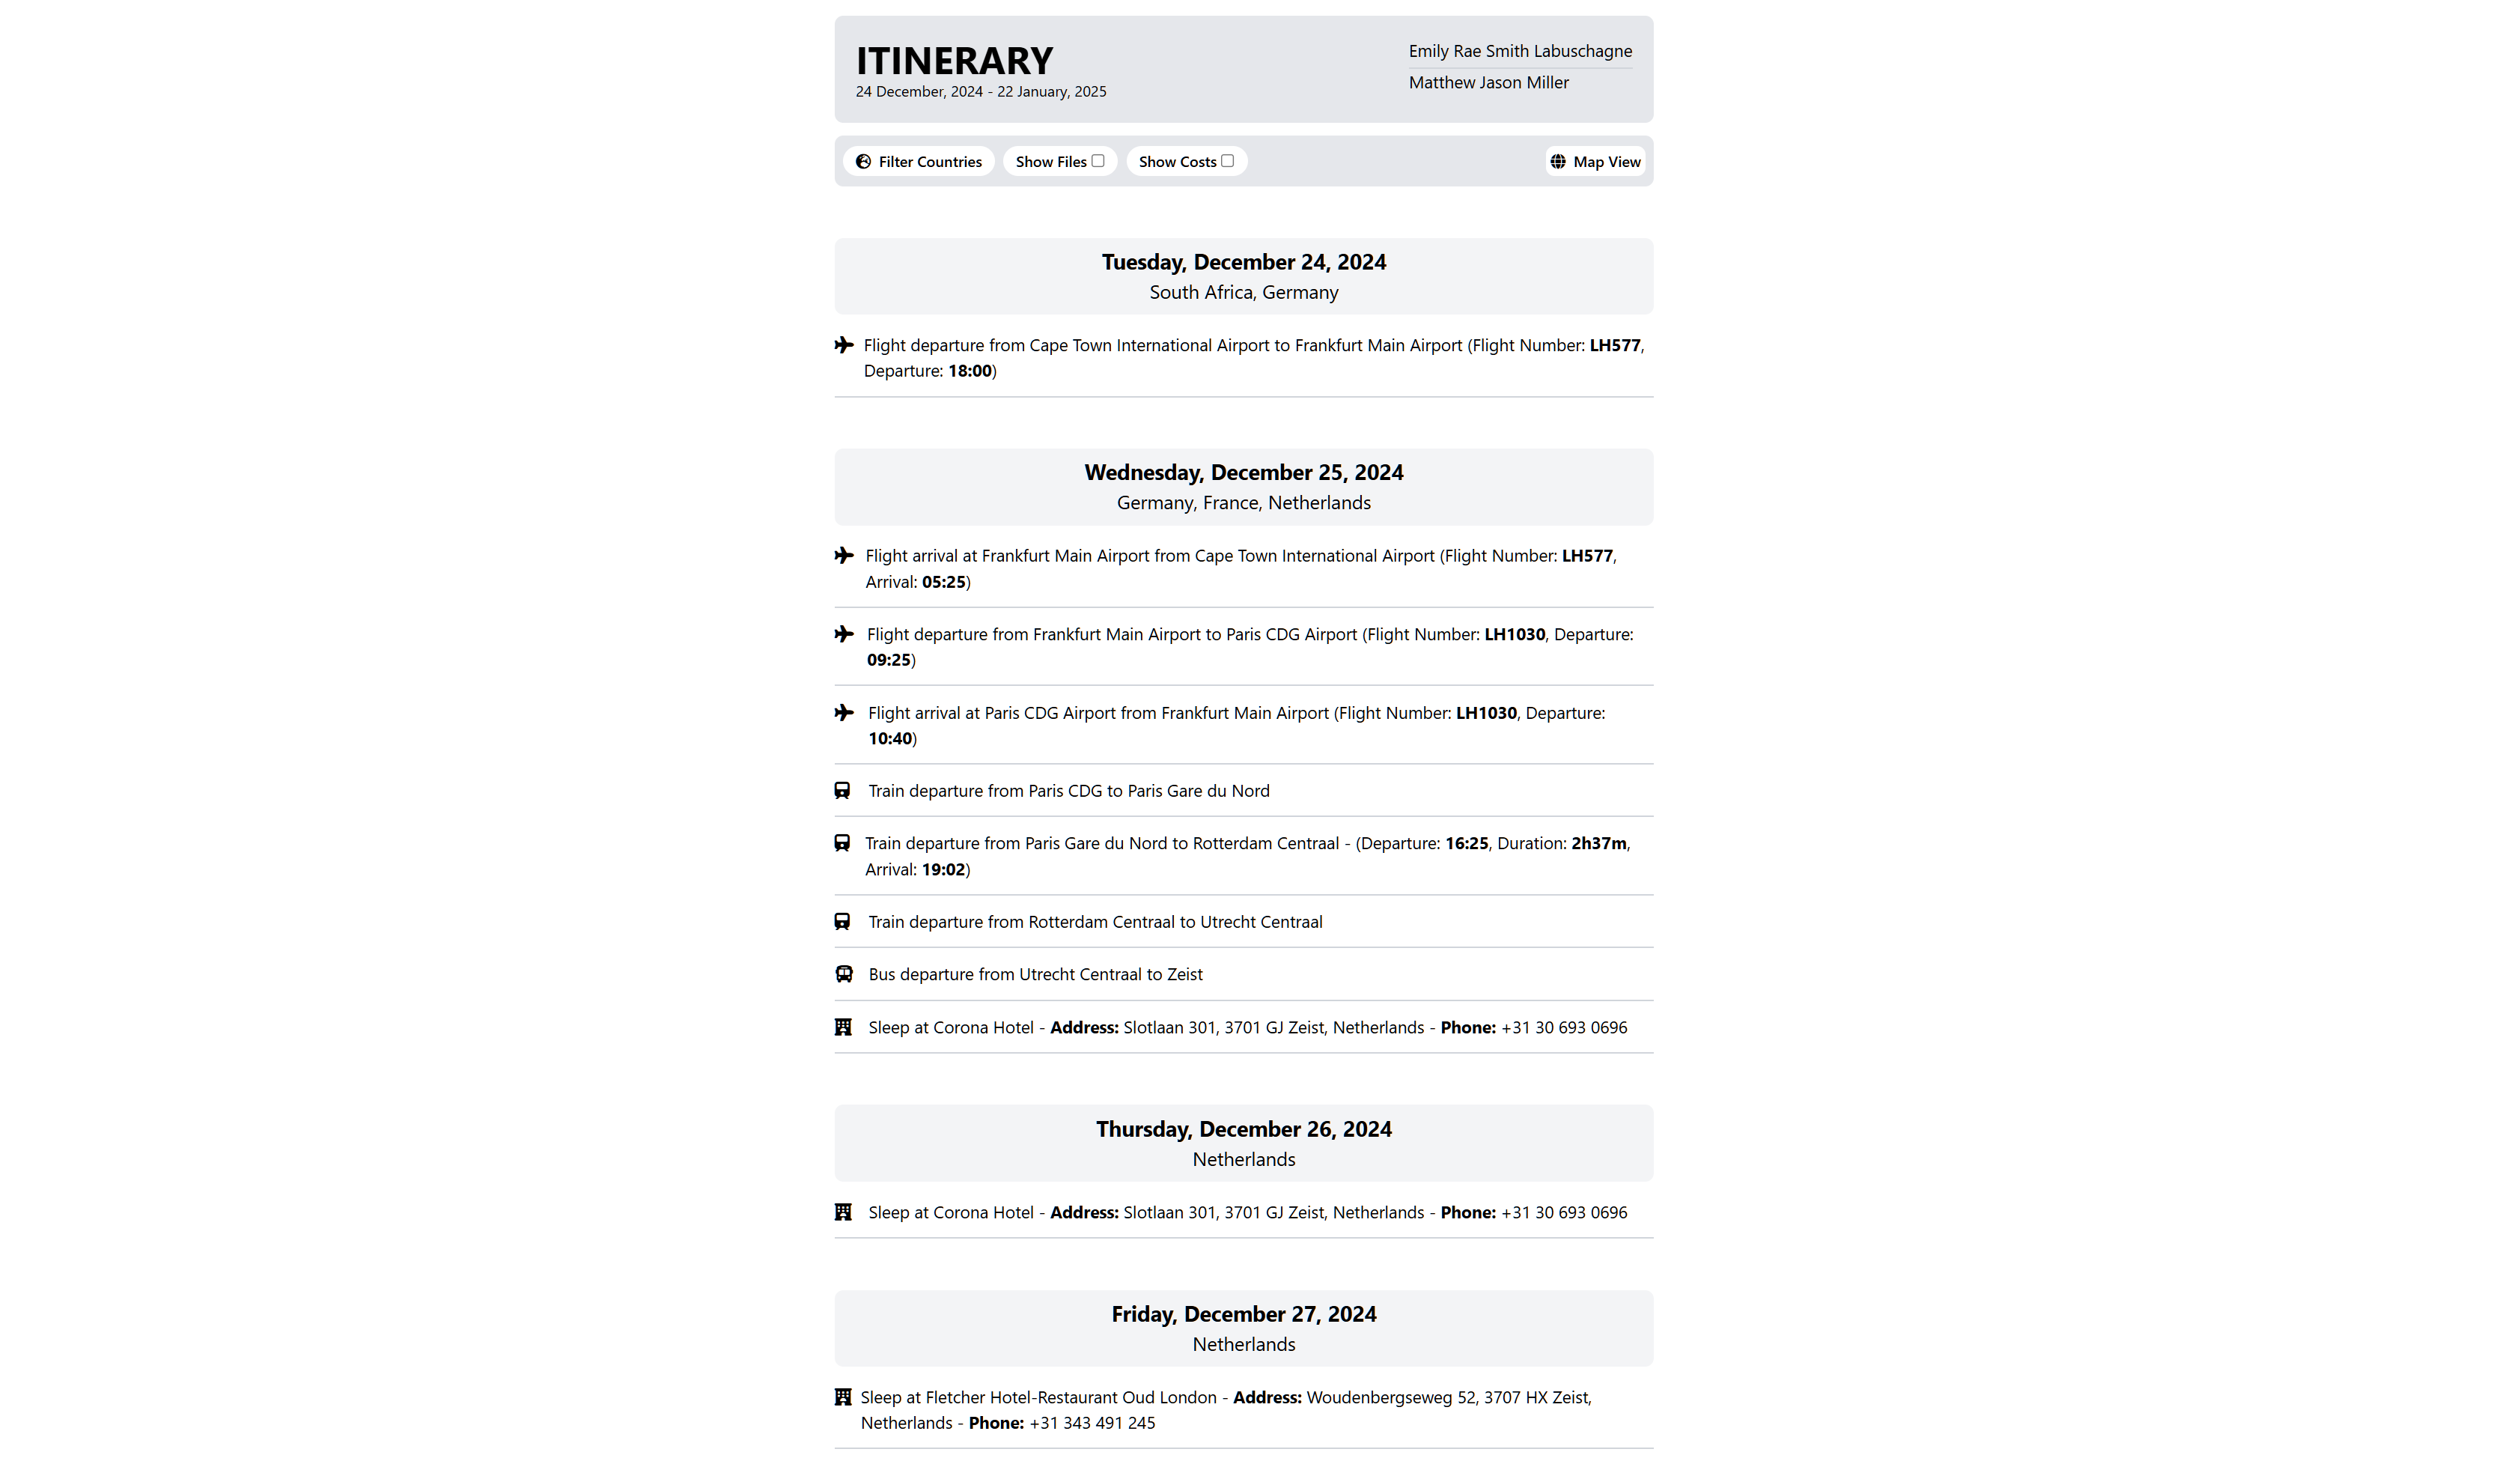 ITINERARY
24 December, 2024 - 22 January, 2025
Emily Rae Smith Labuschagne
Matthew Jason Miller
Filter Countries
Show Files
Show Costs
Map View
Tuesday, December 24, 2024
South Africa, Germany
Flight departure from Cape Town International Airport to Frankfurt Main Airport (Flight Number: LH577,
Departure: 18:00)
Wednesday, December 25, 2024
Germany, France, Netherlands
Flight arrival at Frankfurt Main Airport from Cape Town International Airport (Flight Number: LH577,
Arrival: 05:25)
Flight departure from Frankfurt Main Airport to Paris CDG Airport (Flight Number: LH1030, Departure:
09:25)
Flight arrival at Paris CDG Airport from Frankfurt Main Airport (Flight Number: LH1030, Departure:
10:40)
Train departure from Paris CDG to Paris Gare du Nord
Train departure from Paris Gare du Nord to Rotterdam Centraal - (Departure: 16:25, Duration: 2h37m,
Arrival: 19:02)
Train departure from Rotterdam Centraal to Utrecht Centraal
Bus departure from Utrecht Centraal to Zeist
Sleep at Corona Hotel - Address: Slotlaan 301, 3701 GJ Zeist, Netherlands - Phone: +31 30 693 0696
Thursday, December 26, 2024
Netherlands
Sleep at Corona Hotel - Address: Slotlaan 301, 3701 GJ Zeist, Netherlands - Phone: +31 30 693 0696
Friday, December 27, 2024
Netherlands
Sleep at Fletcher Hotel-Restaurant Oud London - Address: Woudenbergseweg 52, 3707 HX Zeist,
Netherlands - Phone: +31 343 491 245